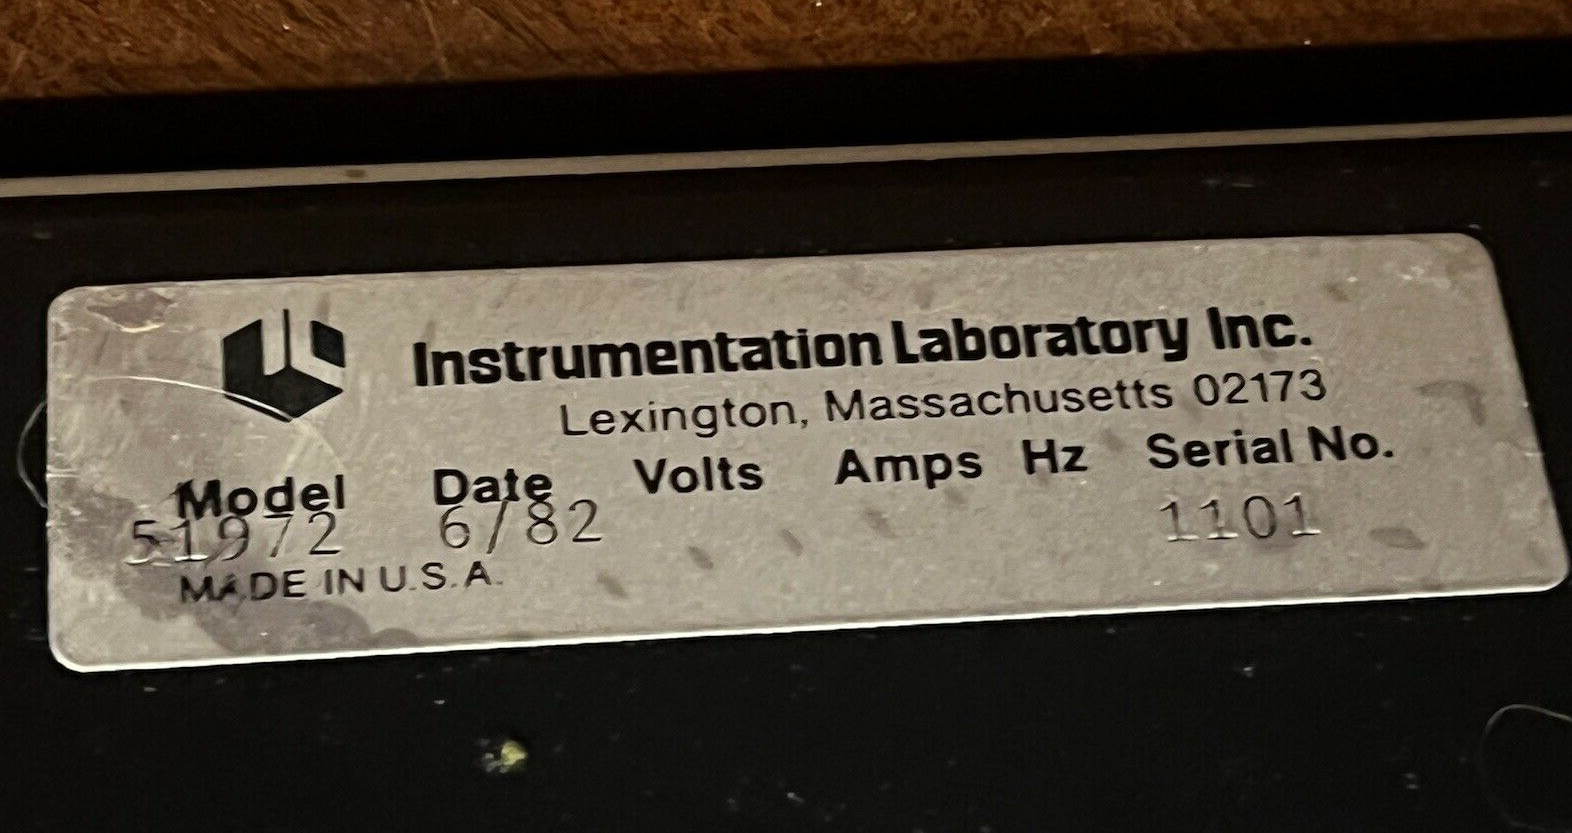 Instrumentation Laboratory Inc.
Lexington, Massachusetts 02173
Model Date Volts Amps Hz Serial No.
51972 6/82 1101
MADE IN U.S.A.